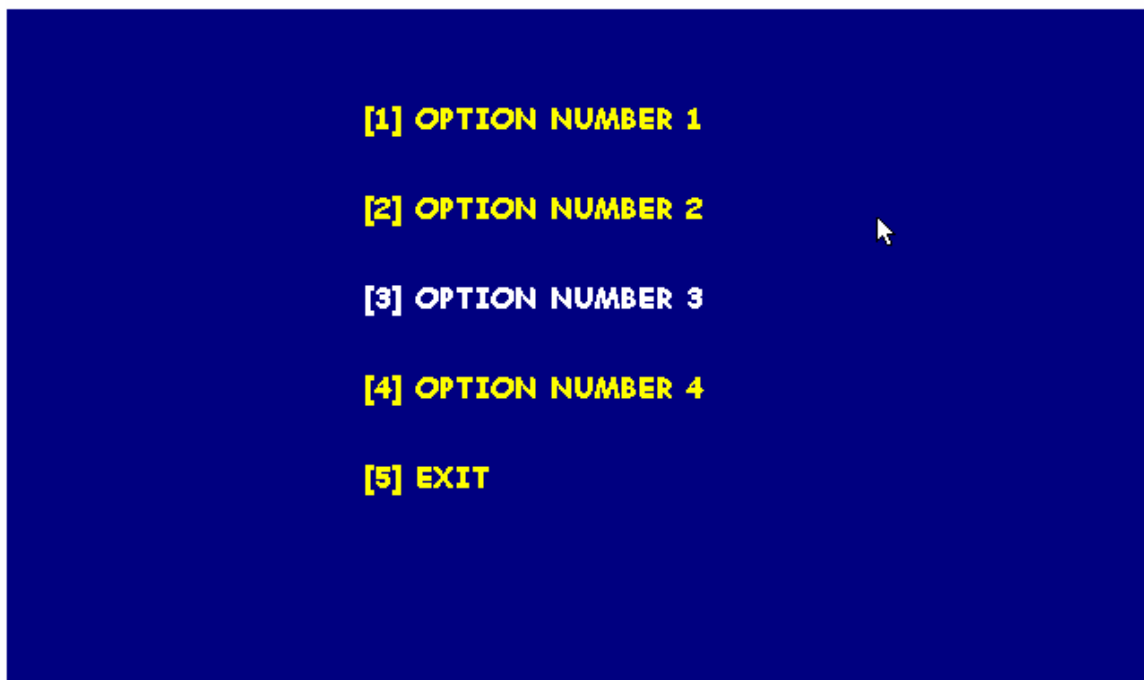 [1] OPTION NUMBER 1
[2] OPTION NUMBER 2
[3] OPTION NUMBER 3
[4] OPTION NUMBER 4
[5] EXIT